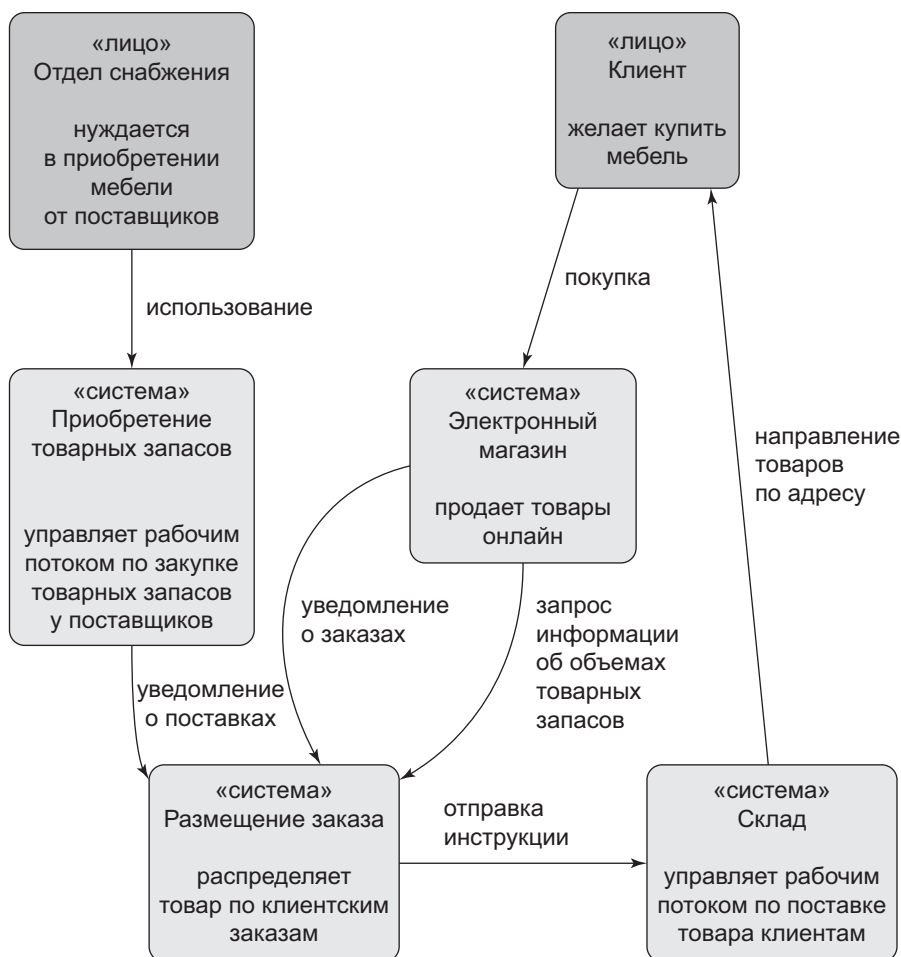 «лицо»
Отдел снабжения
нуждается
в приобретении
мебели
от поставщиков
«лицо»
Клиент
желает купить
мебель
использование
покупка
«система»
Приобретение
товарных запасов
управляет рабочим
потоком по закупке
товарных запасов
у поставщиков
«система»
Электронный
магазин
продает товары
онлайн
направление
товаров
по адресу
уведомление
о заказах
запрос
информации
об объемах
товарных
запасов
уведомление
о поставках
«система»
Размещение заказа
распределяет
товар по клиентским
заказам
отправка
инструкции
«система»
Склад
управляет рабочим
потоком по поставке
товара клиентам